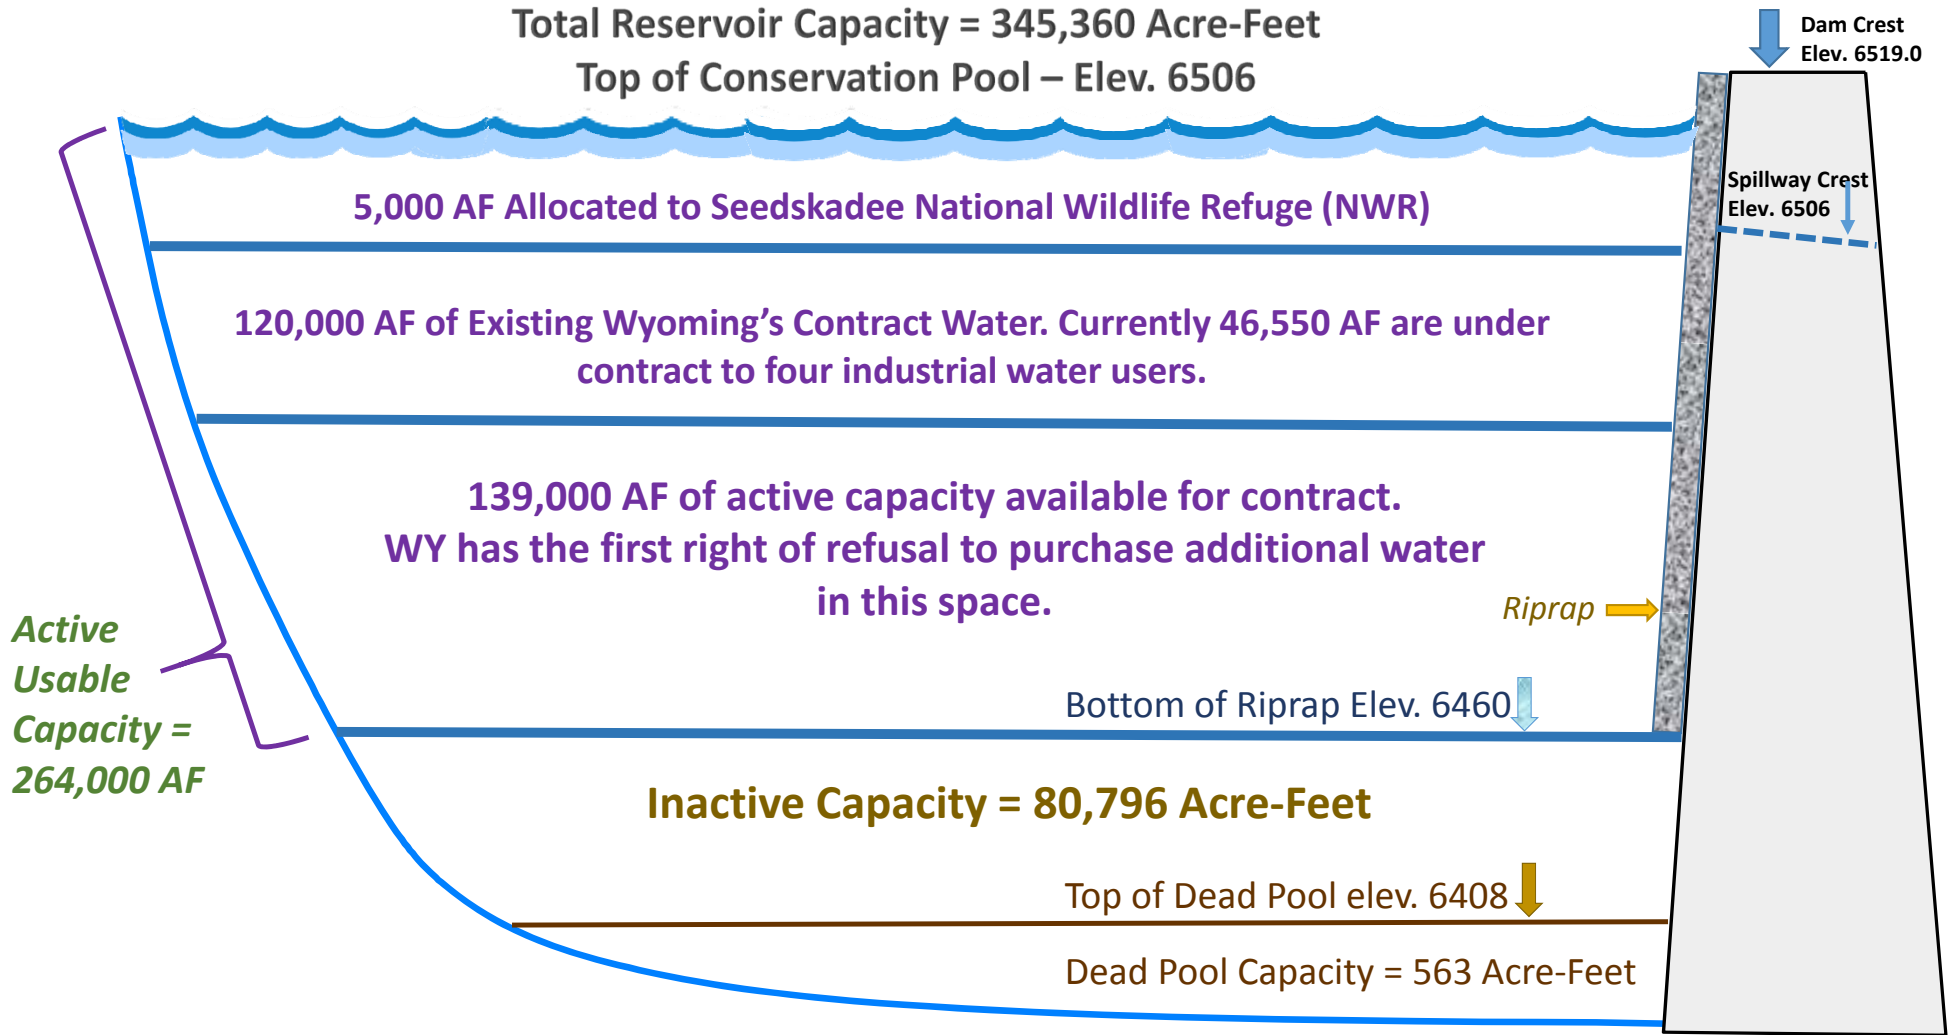 Total Reservoir Capacity = 345,360 Acre-Feet
Top of Conservation Pool – Elev. 6506
Dam Crest
Elev. 6519.0
5,000 AF Allocated to Seedskadee National Wildlife Refuge (NWR)
Spillway Crest
Elev. 6506
120,000 AF of Existing Wyoming’s Contract Water. Currently 46,550 AF are under
contract to four industrial water users.
139,000 AF of active capacity available for contract.
WY has the first right of refusal to purchase additional water
in this space.
Riprap
Active
Usable
Capacity =
264,000 AF
Bottom of Riprap Elev. 6460
Inactive Capacity = 80,796 Acre-Feet
Top of Dead Pool elev. 6408
Dead Pool Capacity = 563 Acre-Feet